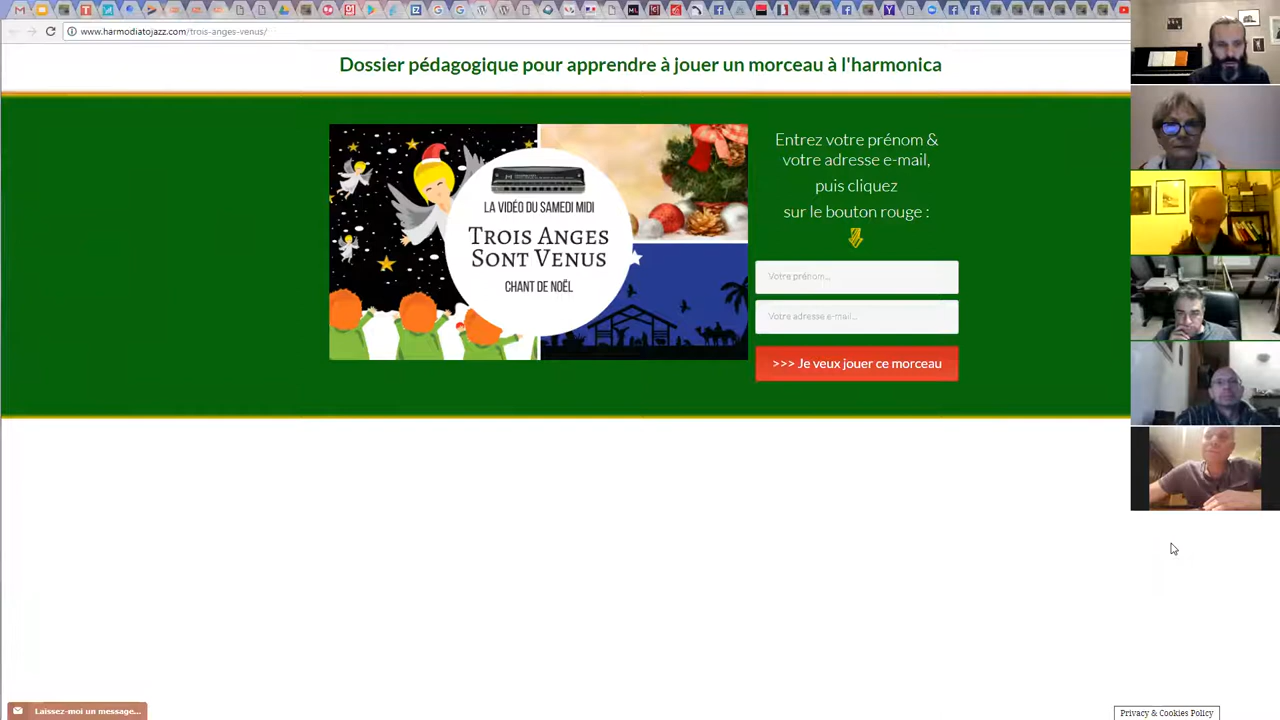 www.harmodiatojazz.com/trois-anges-venus/
Dossier pédagogique pour apprendre à jouer un morceau à l'harmonica
LA VIDÉO DU SAMEDI MIDI
TROIS ANGES
SONT VENUS
CHANT DE NOËL
Entrez votre prénom &
votre adresse e-mail,
puis cliquez
sur le bouton rouge :
Votre prénom...
Votre adresse e-mail...
>>> Je veux jouer ce morceau
Laissez-moi un message...
Privacy & Cookies Policy